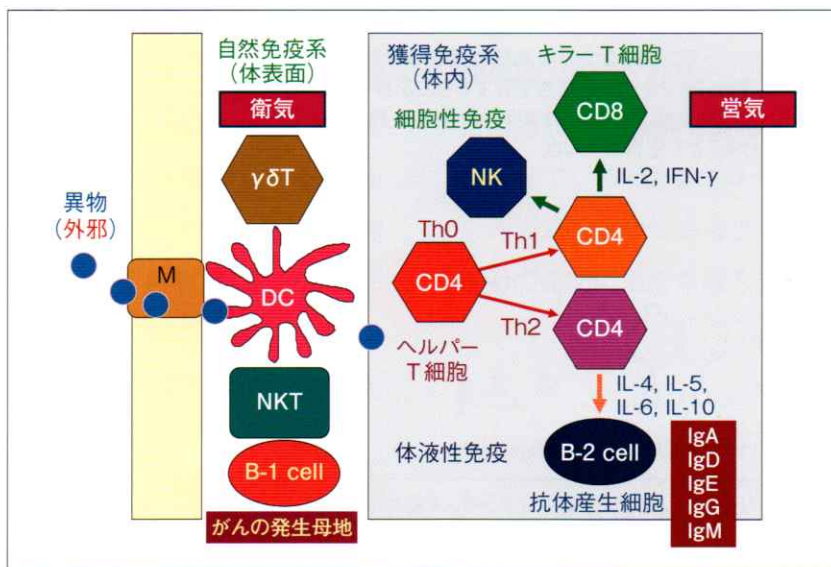 自然免疫系
(体表面)
衛気
γδT
異物
(外邪)
M
DC
NKT
B-1 cell
がんの発生母地
獲得免疫系
(体内)
細胞性免疫
キラーT細胞
CD8
営気
NK
IL-2, IFN-γ
Th0
CD4
Th1
CD4
Th2
CD4
ヘルパー
T細胞
IL-4, IL-5,
IL-6, IL-10
体液性免疫
B-2 cell
抗体産生細胞
IgA
IgD
IgE
IgG
IgM